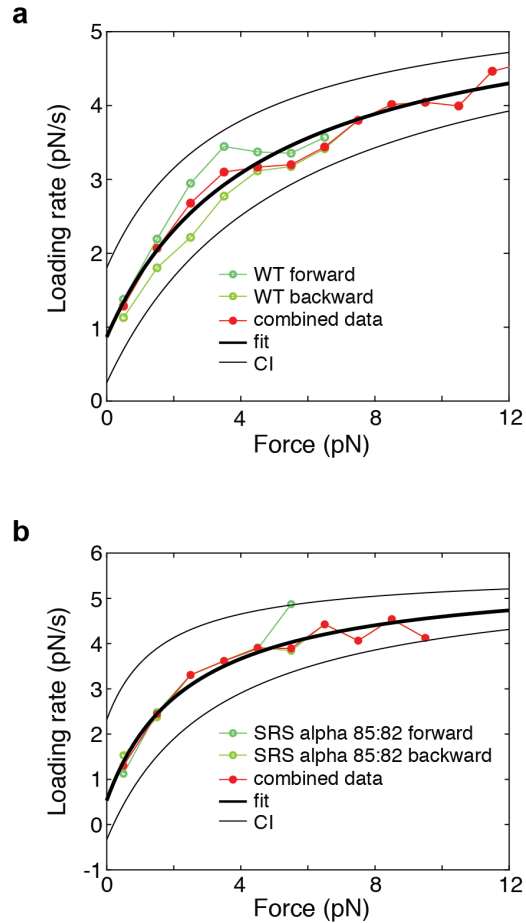 a
5
4
3
2
1
0
Loading rate (pN/s)
WT forward
WT backward
combined data
fit
CI
0
4
8
12
Force (pN)
b
6
5
4
3
2
1
0
-1
Loading rate (pN/s)
SRS alpha 85:82 forward
SRS alpha 85:82 backward
combined data
fit
CI
0
4
8
12
Force (pN)